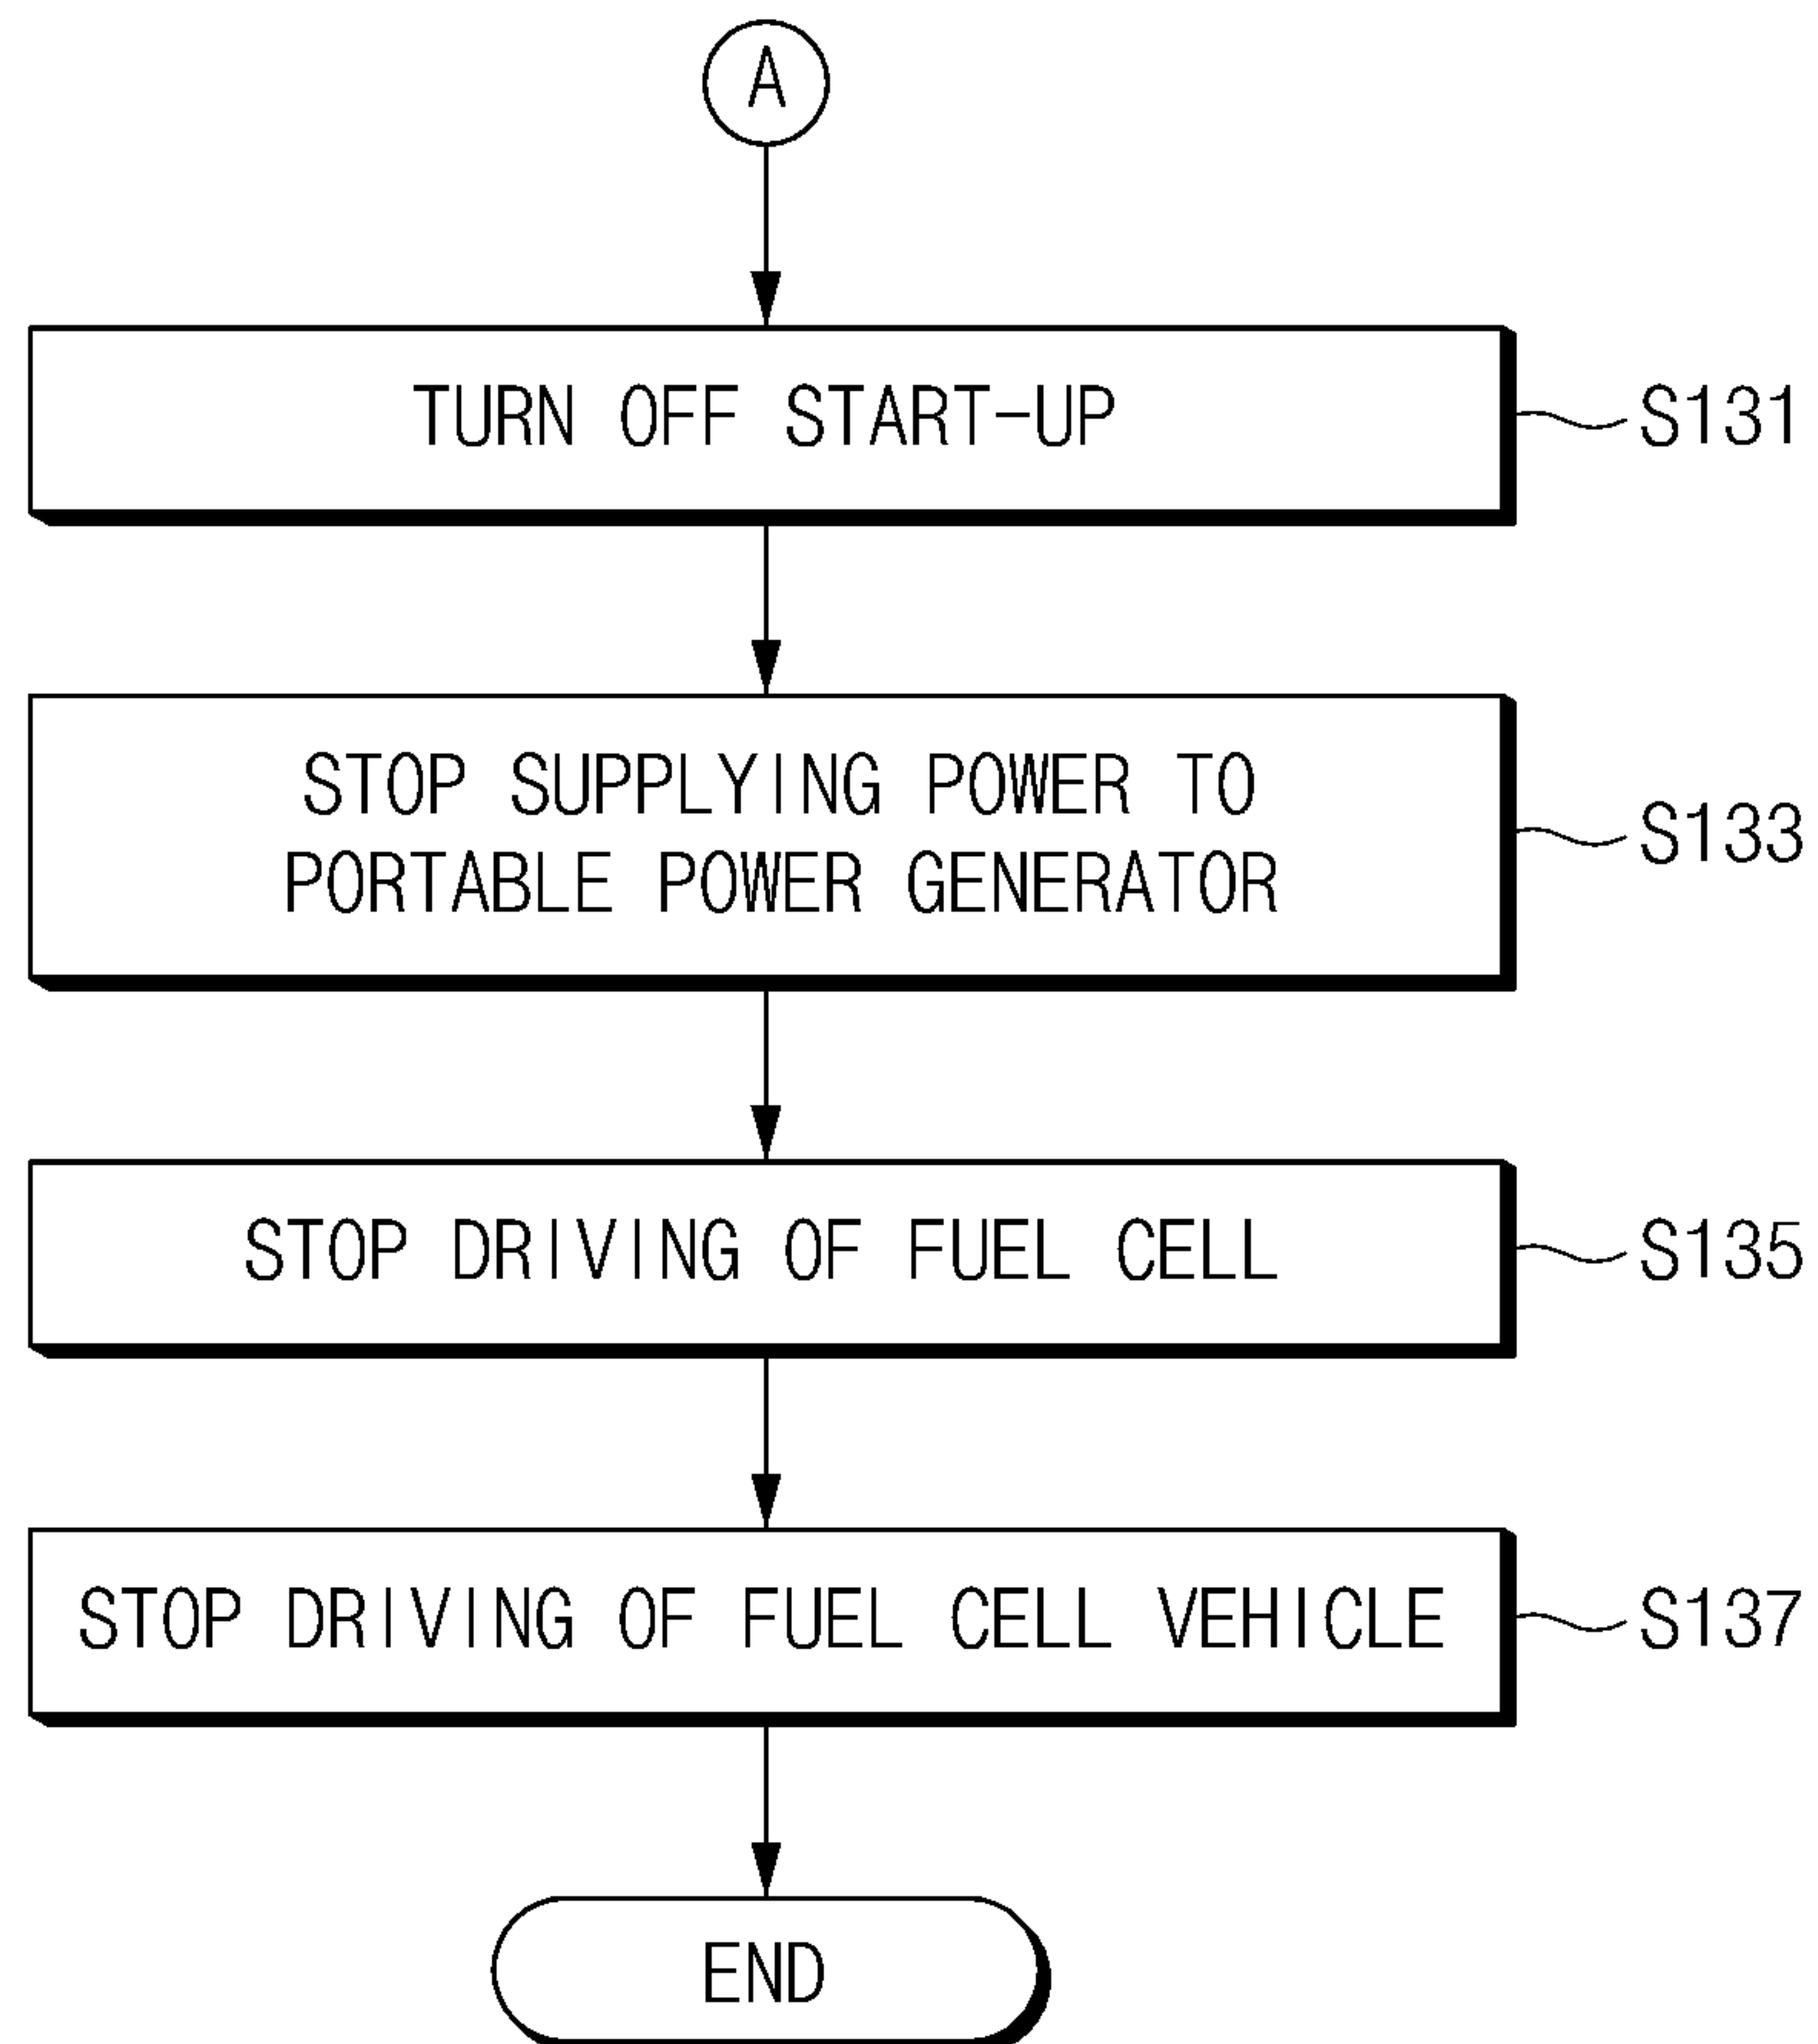 A
TURN OFF START-UP
S131
STOP SUPPLYING POWER TO
PORTABLE POWER GENERATOR
S133
STOP DRIVING OF FUEL CELL
S135
STOP DRIVING OF FUEL CELL VEHICLE
S137
END